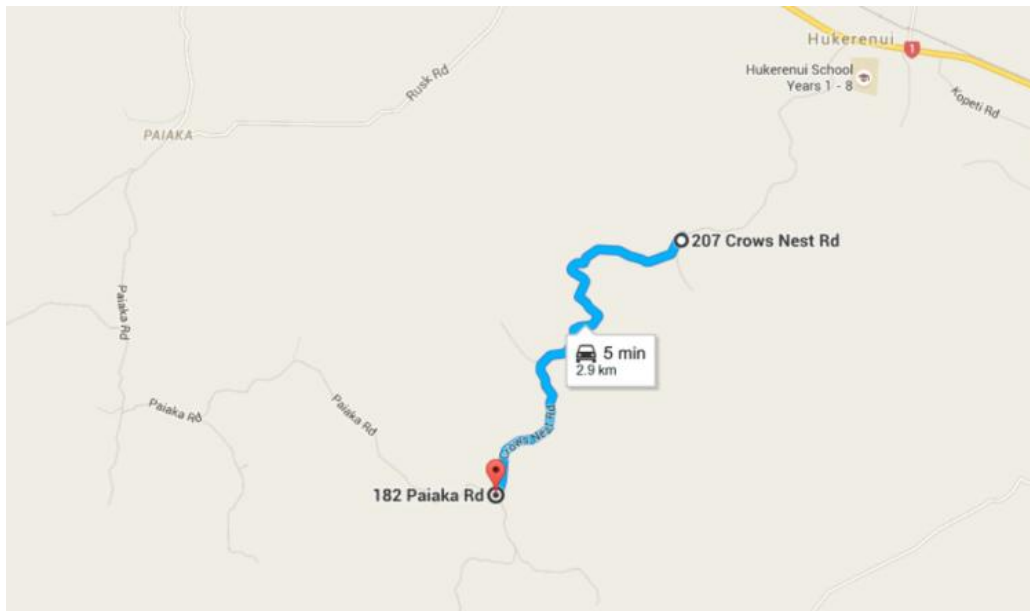 Hukerenui
1
Hukerenui School
Years 1 - 8
Kopeti Rd
Rusk Rd
PAIAKA
207 Crows Nest Rd
Paiaka Rd
5 min
2.9 km
Paiaka Rd
Paiaka Rd
Crows Nest Rd
182 Paiaka Rd